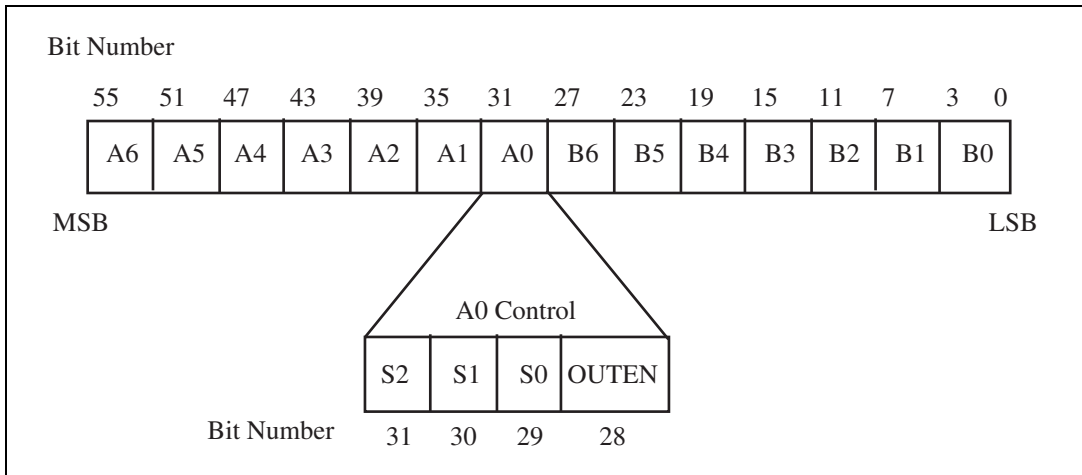 Bit Number
55 51 47 43 39 35 31 27 23 19 15 11 7 3 0
A6 A5 A4 A3 A2 A1 A0 B6 B5 B4 B3 B2 B1 B0
MSB LSB
A0 Control
S2 S1 S0 OUTEN
Bit Number 31 30 29 28